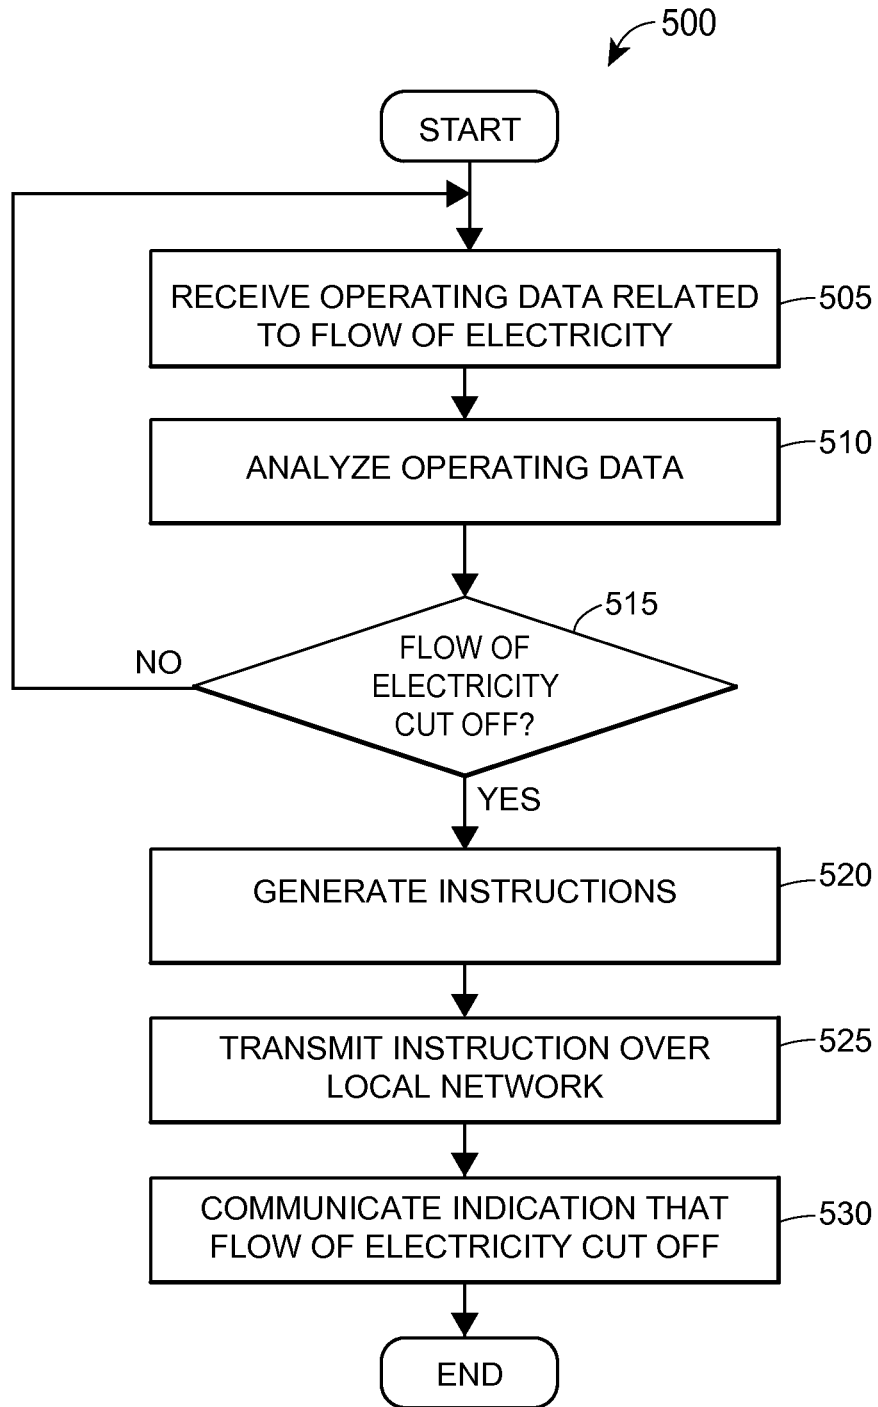 500
START
RECEIVE OPERATING DATA RELATED
TO FLOW OF ELECTRICITY
505
ANALYZE OPERATING DATA
510
515
FLOW OF
ELECTRICITY
CUT OFF?
NO
YES
GENERATE INSTRUCTIONS
520
TRANSMIT INSTRUCTION OVER
LOCAL NETWORK
525
COMMUNICATE INDICATION THAT
FLOW OF ELECTRICITY CUT OFF
530
END